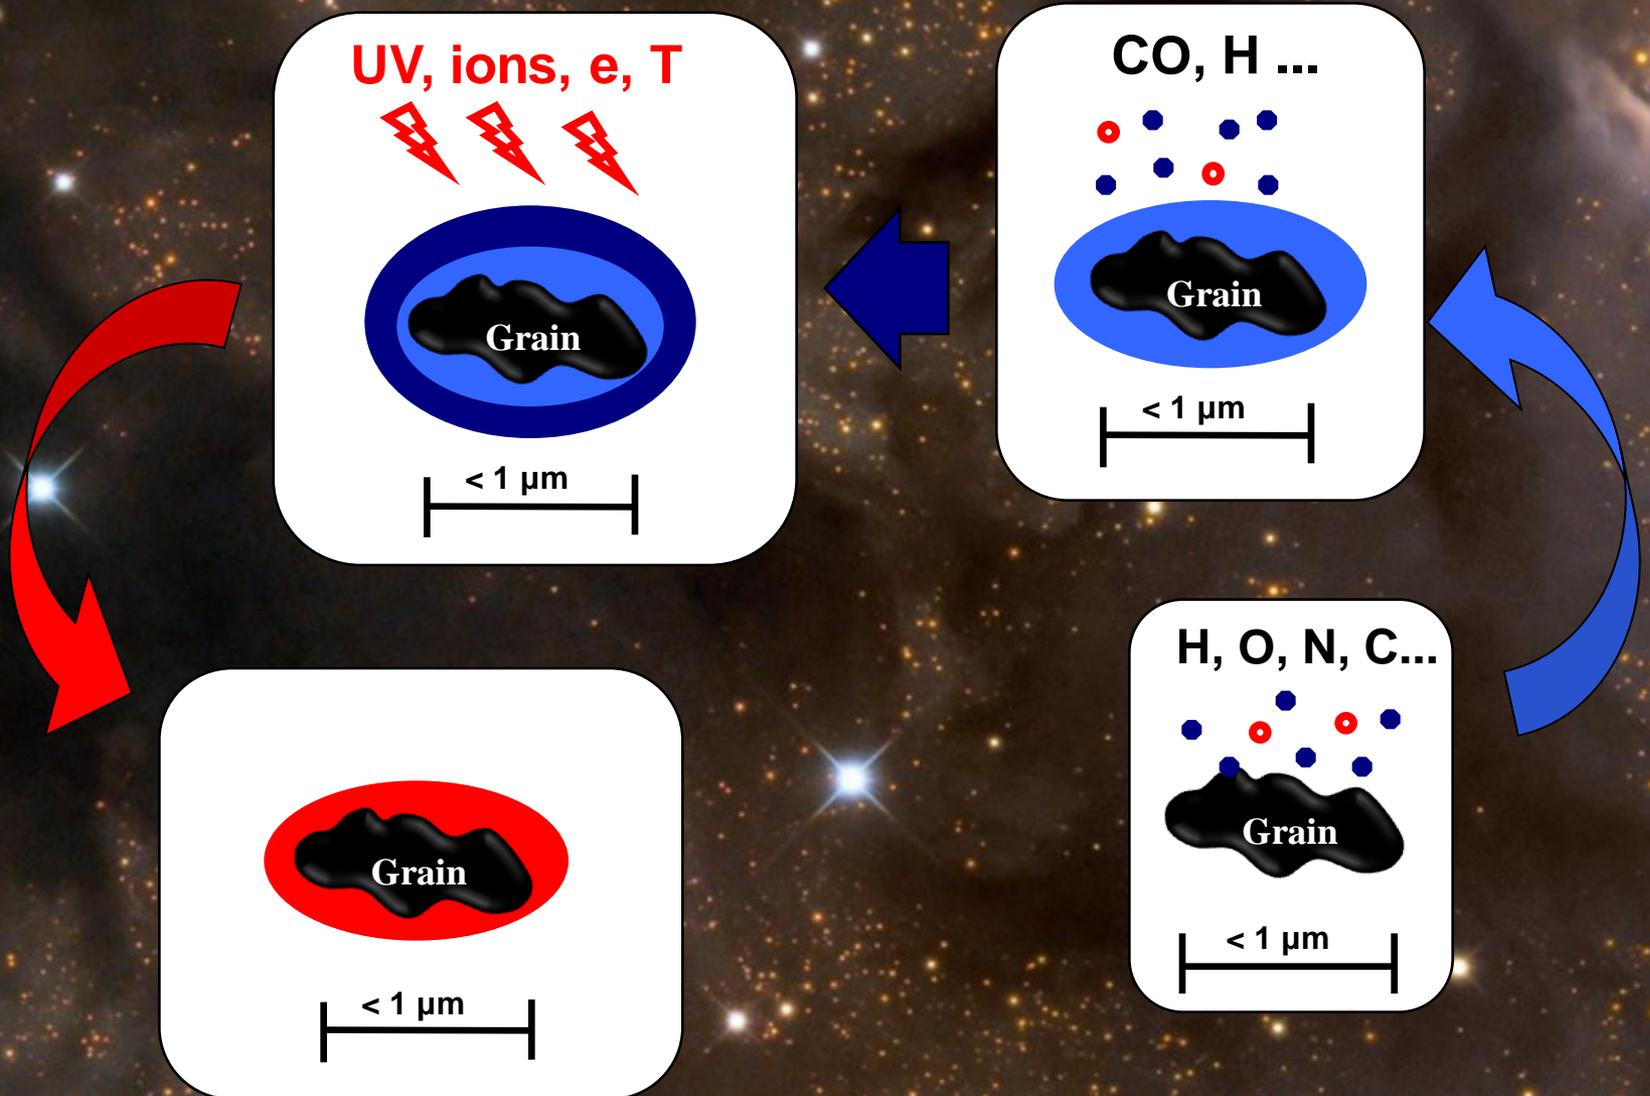 UV, ions, e, T
Grain
< 1 µm
CO, H ...
Grain
< 1 µm
H, O, N, C...
Grain
< 1 µm
Grain
< 1 µm